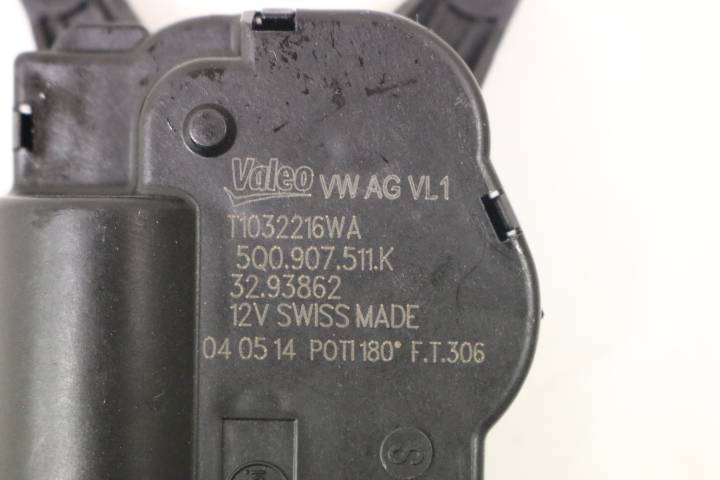 Valeo VW AG VL1
T1032216WA
5Q0.907.511.K
32.93862
12V SWISS MADE
04 05 14 POTI 180° F.T.306
S